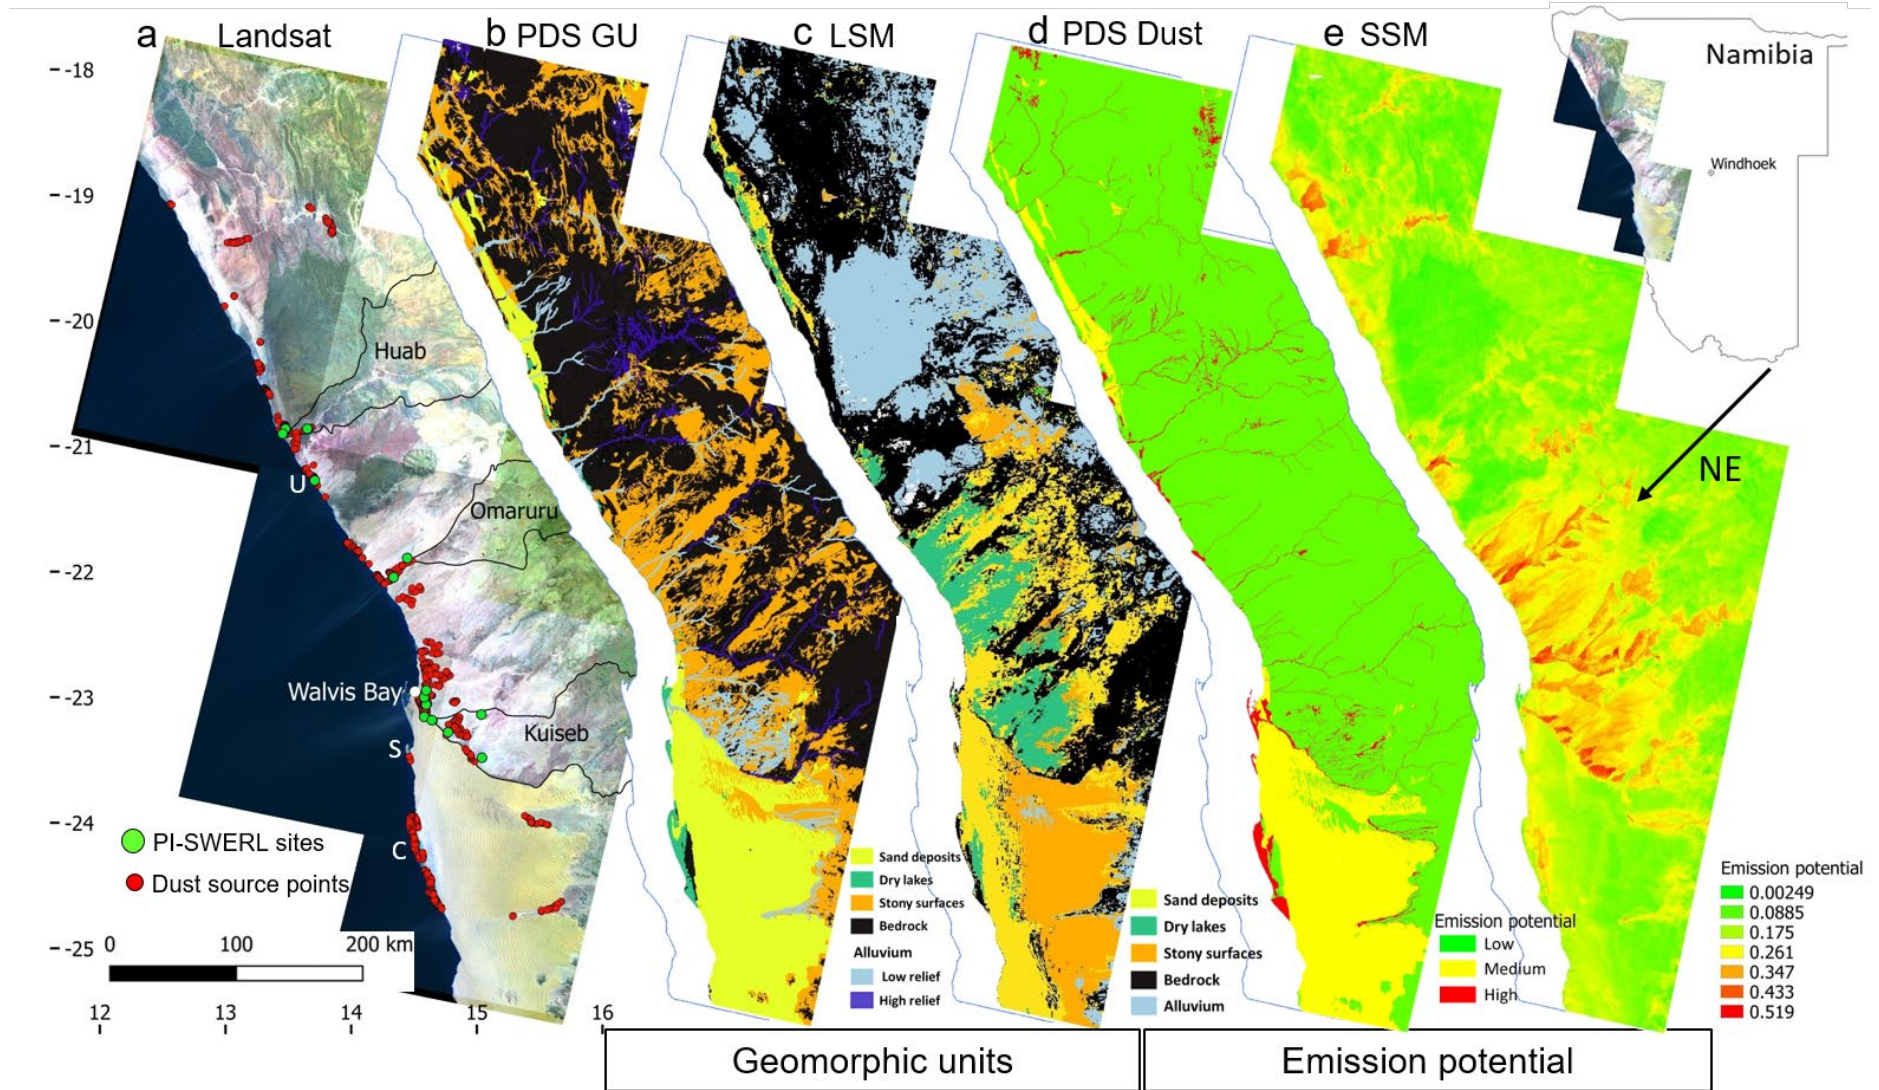 a Landsat
b PDS GU
c LSM
d PDS Dust
e SSM
Namibia
Windhoek
NE
-18
-19
-20
-21
-22
-23
-24
-25
Huab
U
Omaruru
Walvis Bay
Kuiseb
S
C
PI-SWERL sites
Dust source points
0 100 200 km
12 13 14 15 16
Sand deposits
Dry lakes
Stony surfaces
Bedrock
Alluvium
Low relief
High relief
Sand deposits
Dry lakes
Stony surfaces
Bedrock
Alluvium
Emission potential
Low
Medium
High
Emission potential
0.00249
0.0885
0.175
0.261
0.347
0.433
0.519
Geomorphic units
Emission potential